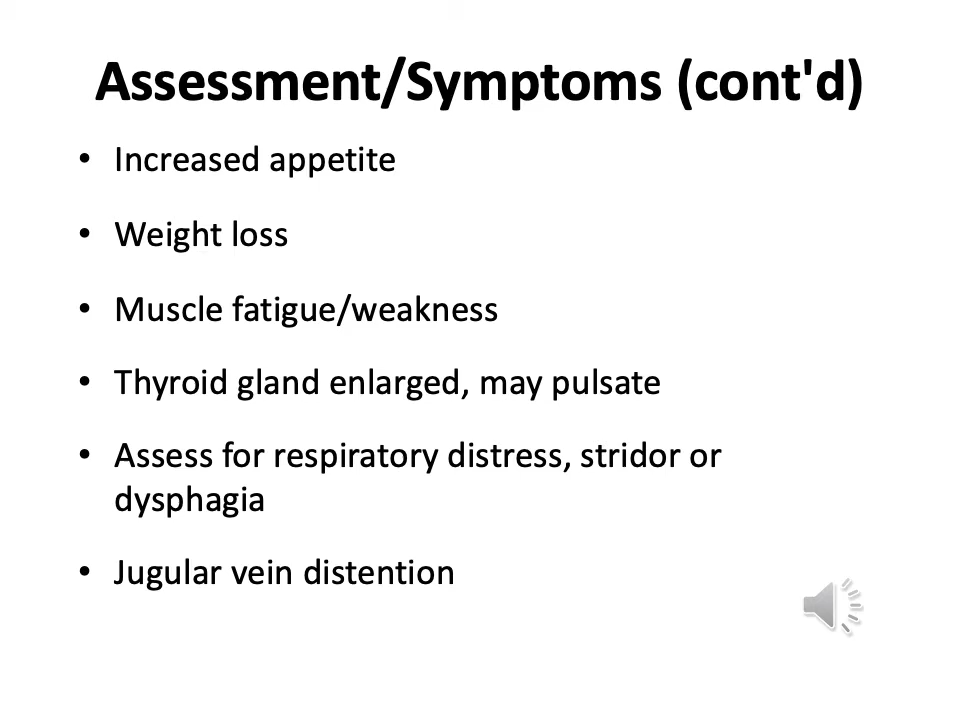 Assessment/Symptoms (cont'd)
• Increased appetite
• Weight loss
• Muscle fatigue/weakness
• Thyroid gland enlarged, may pulsate
• Assess for respiratory distress, stridor or
dysphagia
• Jugular vein distention